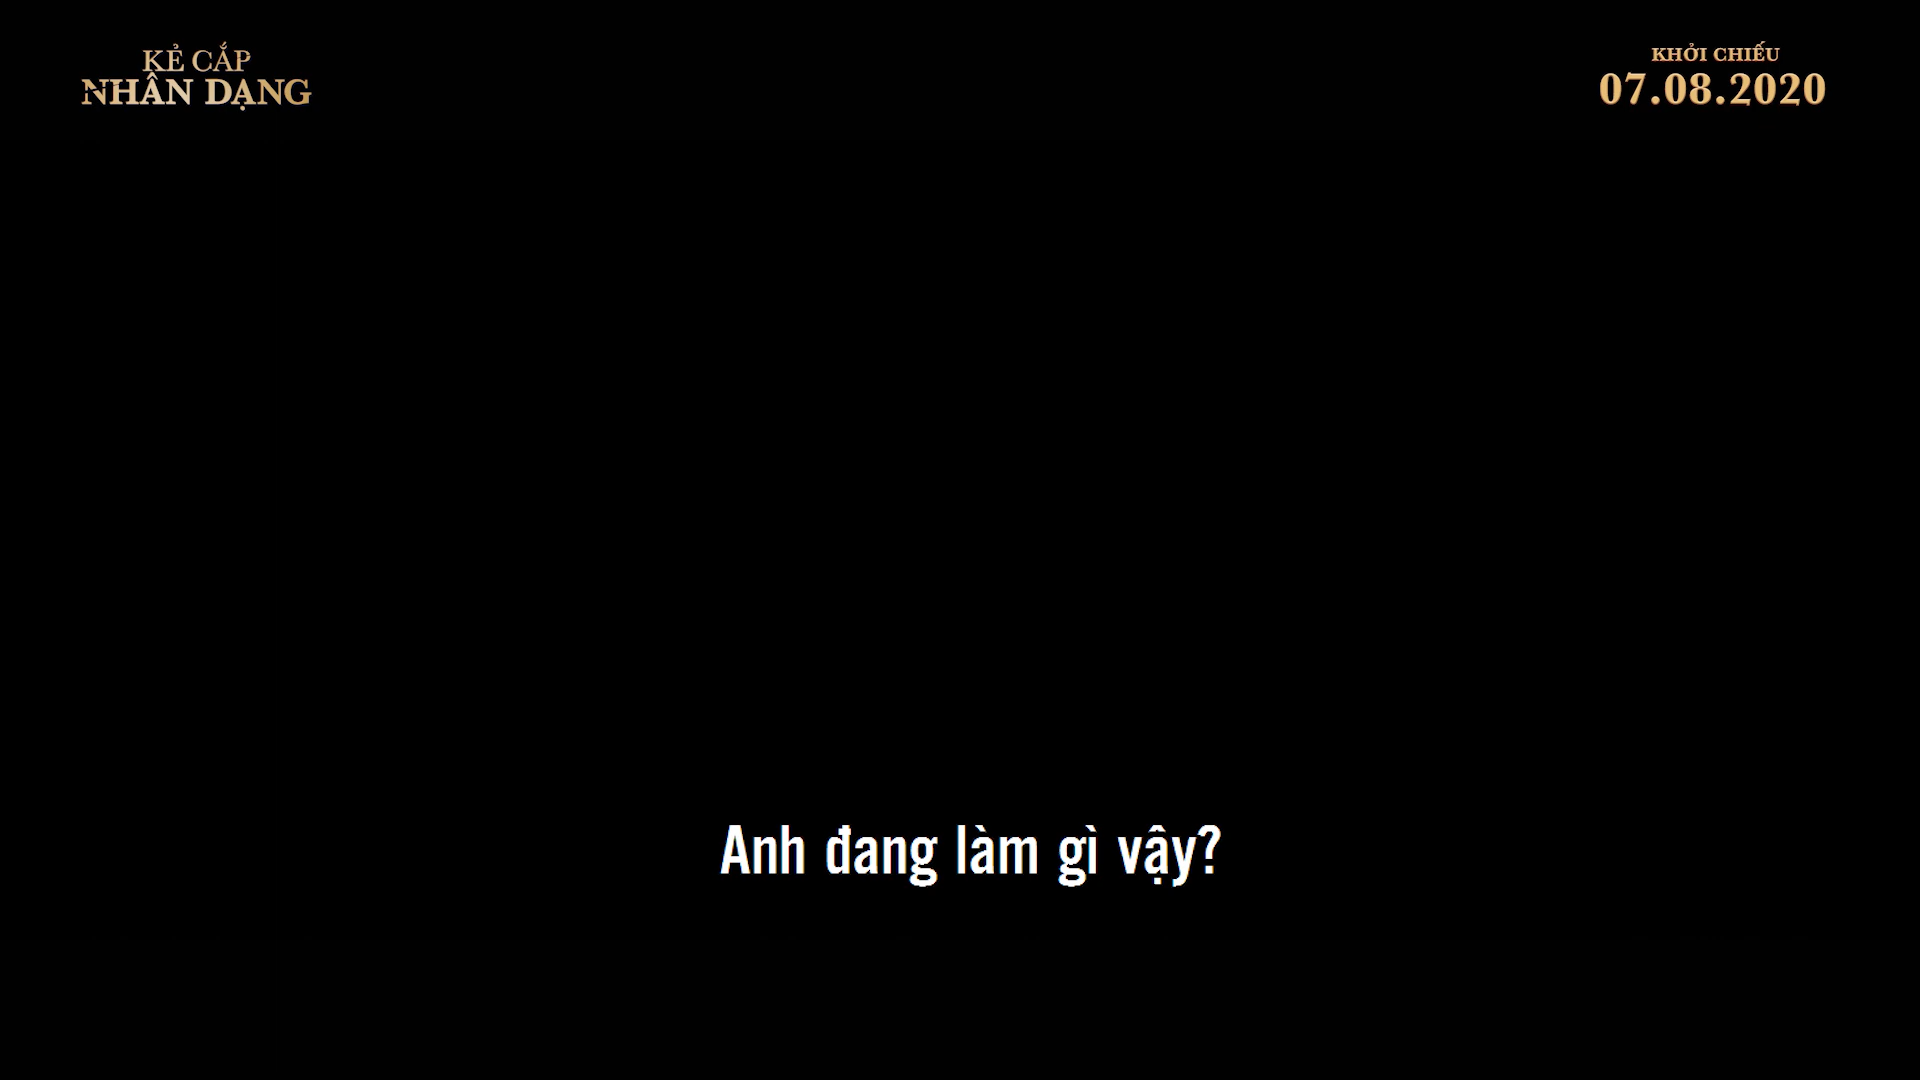 KẺ CẮP
NHÂN DẠNG
KHỞI CHIẾU
07.08.2020
Anh đang làm gì vậy?